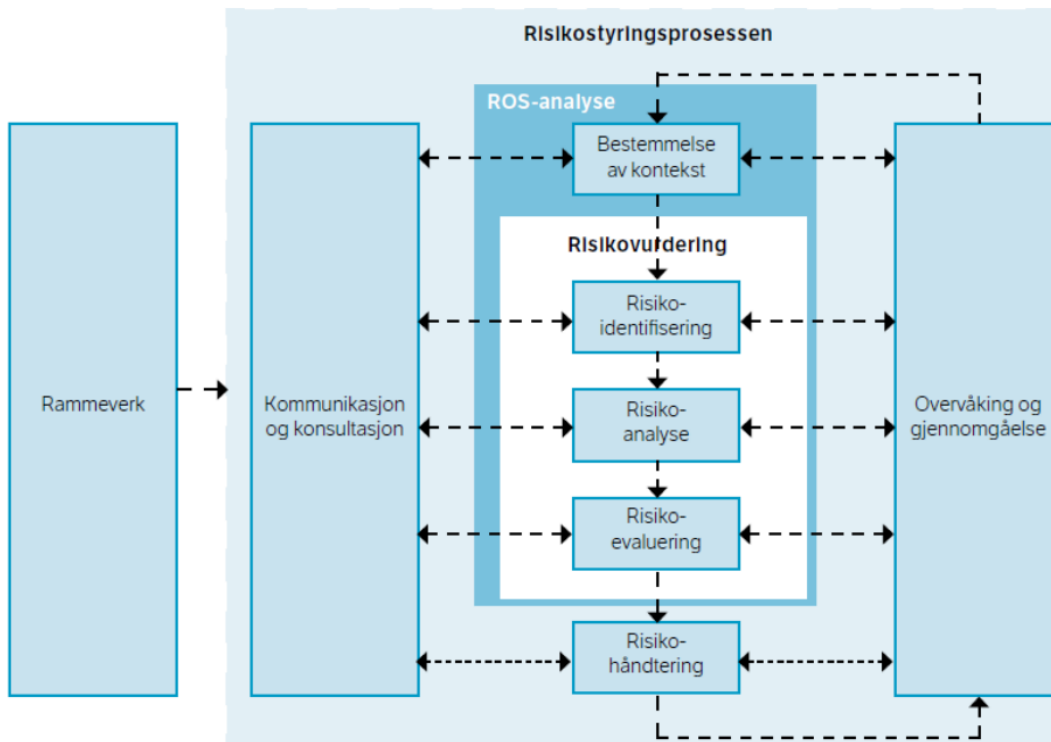 Risikostyringsprosessen
ROS-analyse
Bestemmelse
av kontekst
Risikovurdering
Risiko-
identifisering
Rammeverk
Kommunikasjon
og konsultasjon
Risiko-
analyse
Overvåking og
gjennomgåelse
Risiko-
evaluering
Risiko-
håndtering